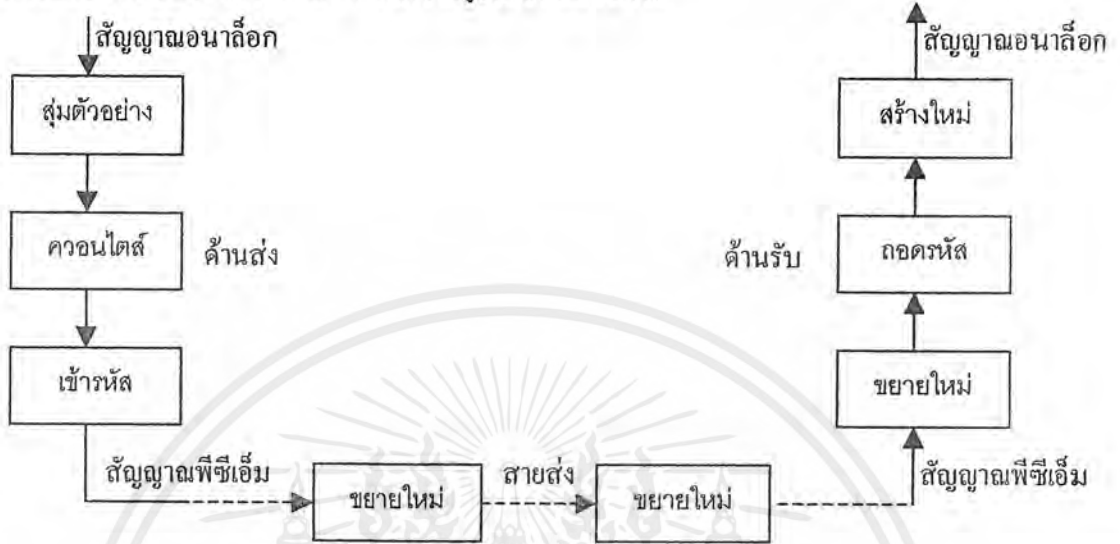 สัญญาณอนาล็อก
สัญญาณอนาล็อก
สุ่มตัวอย่าง
สร้างใหม่
ควอนไตส์
ด้านส่ง
ด้านรับ
ถอดรหัส
เข้ารหัส
ขยายใหม่
สัญญาณพีซีเอ็ม
สายส่ง
สัญญาณพีซีเอ็ม
ขยายใหม่
ขยายใหม่